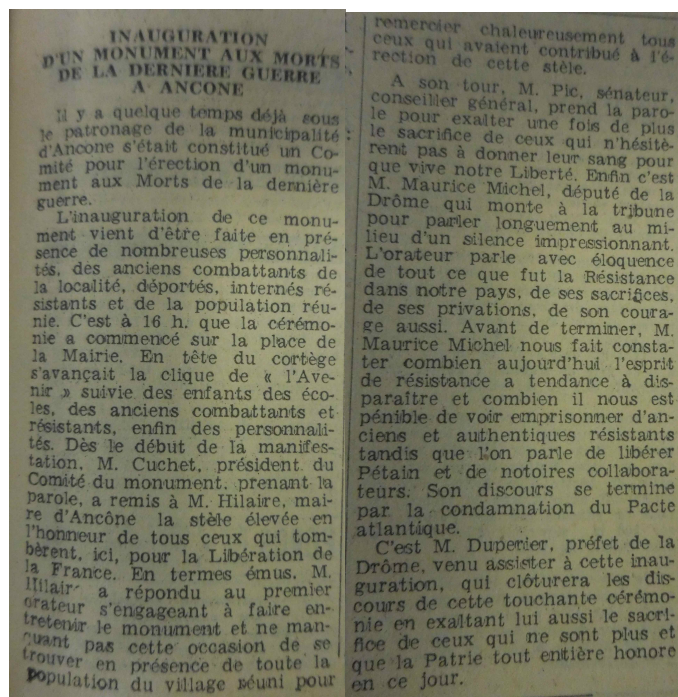 INAUGURATION
D'UN MONUMENT AUX MORTS
DE LA DERNIERE GUERRE
A ANCONE
Il y a quelque temps déjà sous
le patronage de la municipalité
d'Ancone s'était constitué un Co-
mité pour l'érection d'un monu-
ment aux Morts de la dernière
guerre.
L'inauguration de ce monu-
ment vient d'être faite en pré-
sence de nombreuses personnali-
tés, des anciens combattants de
la localité, déportés, internés ré-
sistants et de la population réu-
nie. C'est à 16 h. que la cérémo-
nie a commencé sur la place de
la Mairie. En tête du cortège
s'avançait la clique de « l'Ave-
nir » suivie des enfants des éco-
les, des anciens combattants et
résistants, enfin des personnali-
tés. Dès le début de la manifes-
tation, M. Cuchet, président du
Comité du monument, prenant la
parole, a remis à M. Hilaire, mai-
re d'Ancône la stèle élevée en
l'honneur de tous ceux qui tom-
bèrent, ici, pour la Libération de
la France. En termes émus, M.
Hilair a répondu au premier
orateur s'engageant à faire en-
tretenir le monument et ne man-
quant pas cette occasion de se
trouver en présence de toute la
population du village réuni pour
remercier chaleureusement tous
ceux qui avaient contribué à l'é-
rection de cette stèle.
A son tour, M. Pic, sénateur,
conseiller général, prend la paro-
le pour exalter une fois de plus
le sacrifice de ceux qui n'hésitè-
rent pas à donner leur sang pour
que vive notre Liberté. Enfin c'est
M. Maurice Michel, député de la
Drôme qui monte à la tribune
pour parler longuement au mi-
lieu d'un silence impressionnant.
L'orateur parle avec éloquence
de tout ce que fut la Résistance
dans notre pays, de ses sacrifices,
de ses privations, de son coura-
ge aussi. Avant de terminer, M.
Maurice Michel nous fait consta-
ter combien aujourd'hui l'esprit
de résistance a tendance à dis-
paraître et combien il nous est
pénible de voir emprisonner d'an-
ciens et authentiques résistants
tandis que l'on parle de libérer
Pétain et de notoires collabora-
teurs. Son discours se termine
par la condamnation du Pacte
atlantique.
C'est M. Duperier, préfet de la
Drôme, venu assister à cette inau-
guration, qui clôturera les dis-
cours de cette touchante cérémo-
nie en exaltant lui aussi le sacri-
fice de ceux qui ne sont plus et
que la Patrie tout entière honore
en ce jour.